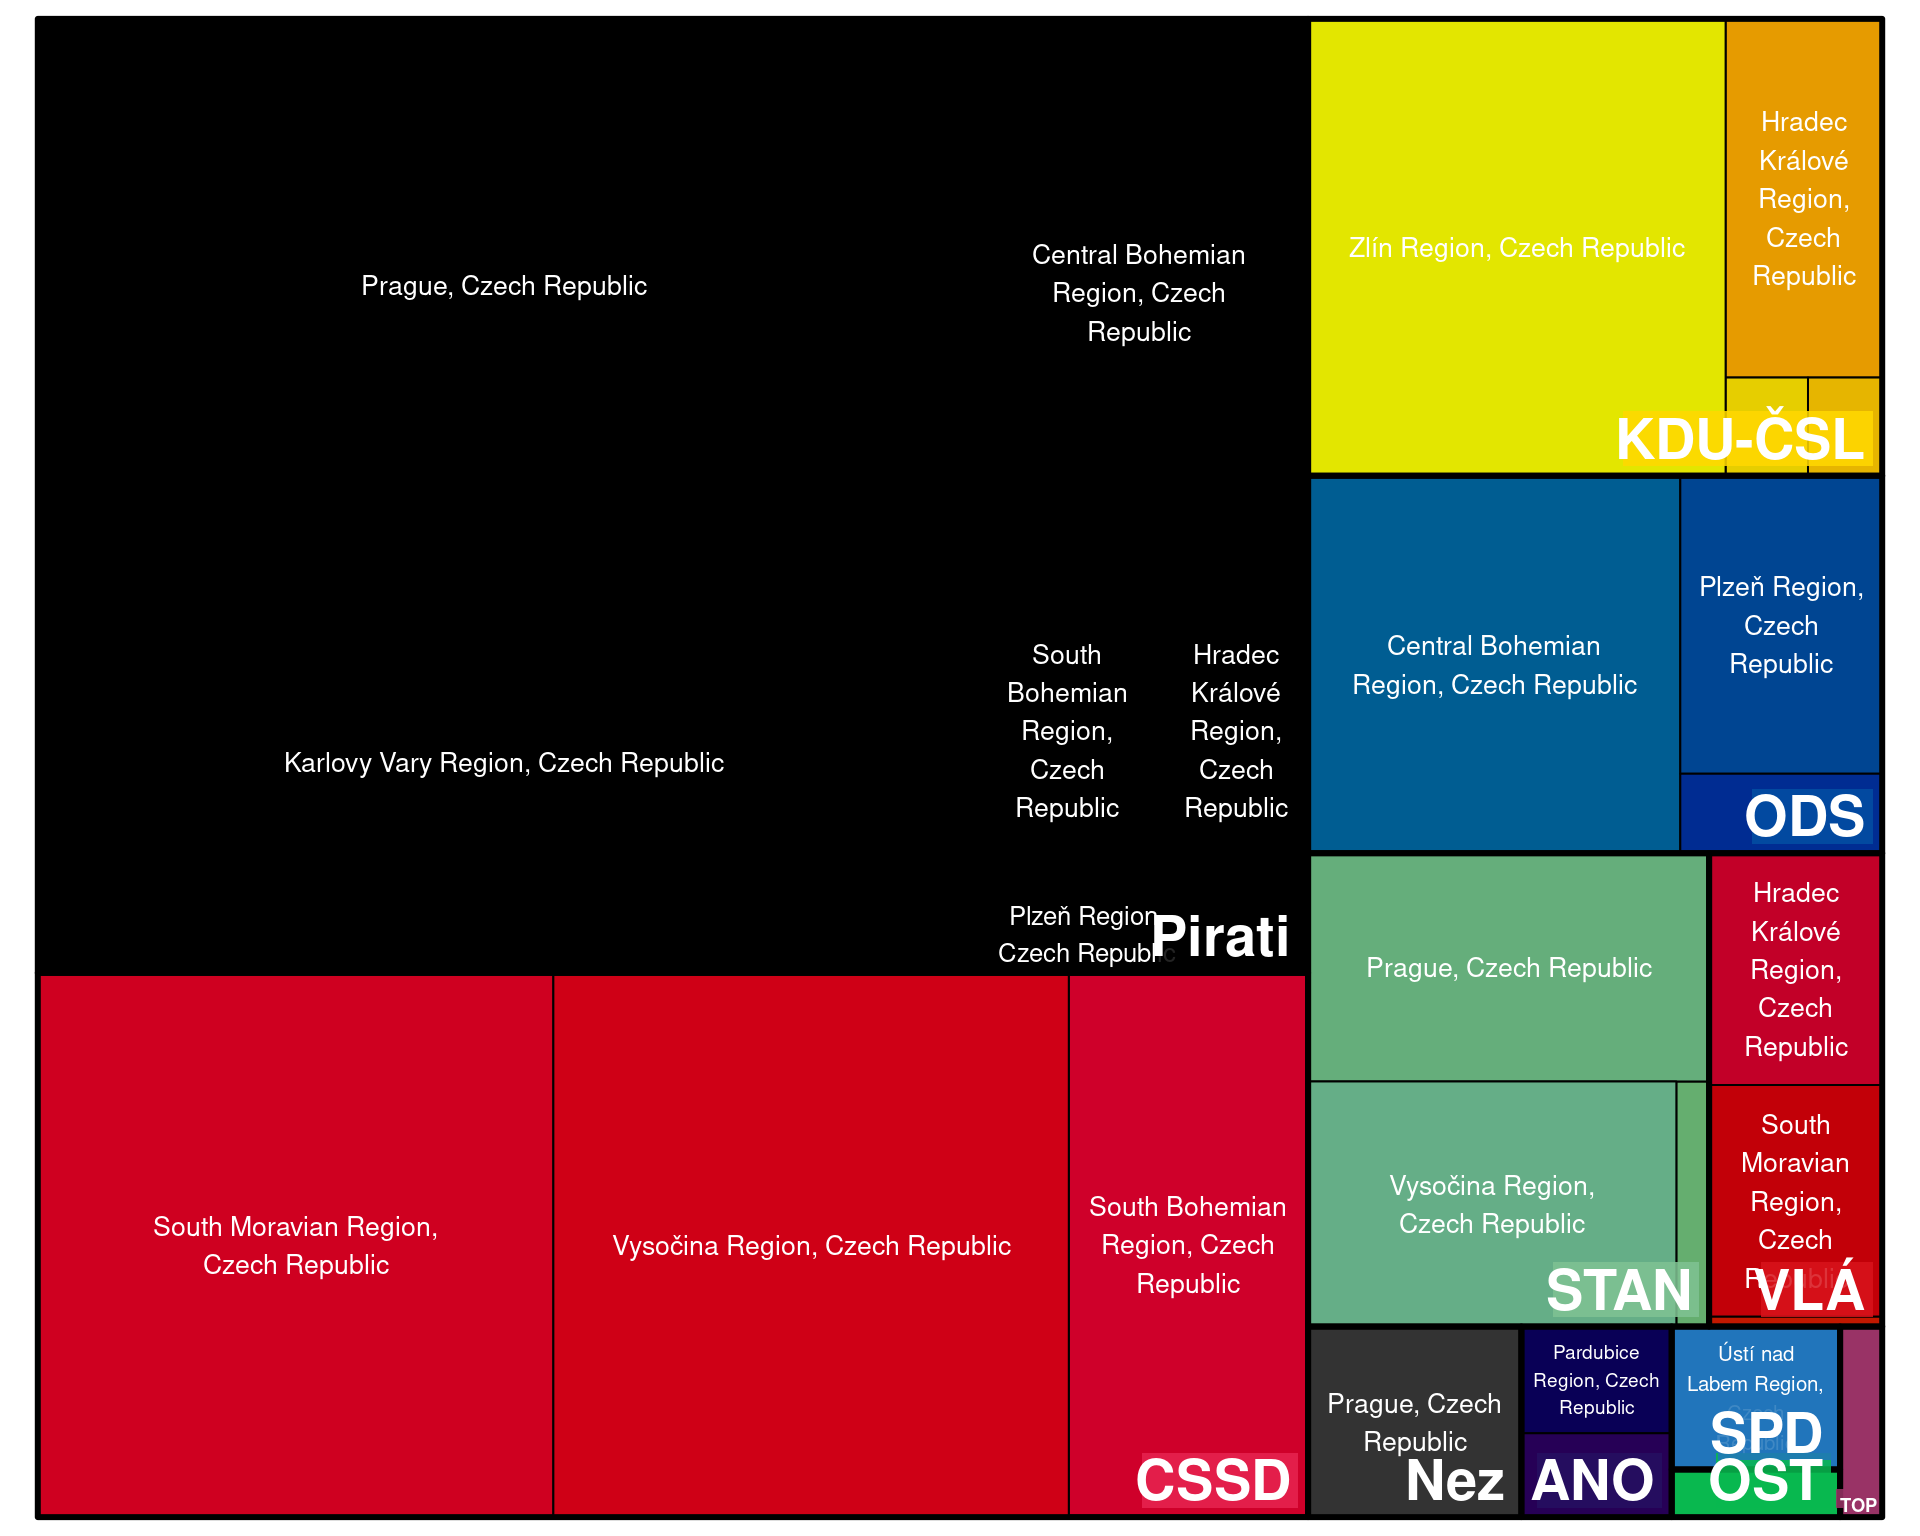 Prague, Czech Republic
Central Bohemian
Region, Czech
Republic
Karlovy Vary Region, Czech Republic
South
Bohemian
Region,
Czech
Republic
Hradec
Králové
Region,
Czech
Republic
Plzeň Region,
Czech Republic
Pirati
South Moravian Region,
Czech Republic
Vysočina Region, Czech Republic
South Bohemian
Region, Czech
Republic
CSSD
Zlín Region, Czech Republic
Hradec
Králové
Region,
Czech
Republic
KDU-ČSL
Central Bohemian
Region, Czech Republic
Plzeň Region,
Czech
Republic
ODS
Prague, Czech Republic
Vysočina Region,
Czech Republic
STAN
Hradec
Králové
Region,
Czech
Republic
South
Moravian
Region,
Czech
Republic
VLÁ
Prague, Czech
Republic
Nez
Pardubice
Region, Czech
Republic
ANO
Ústí nad
Labem Region,
Czech
Republic
SPD
OST
TOP